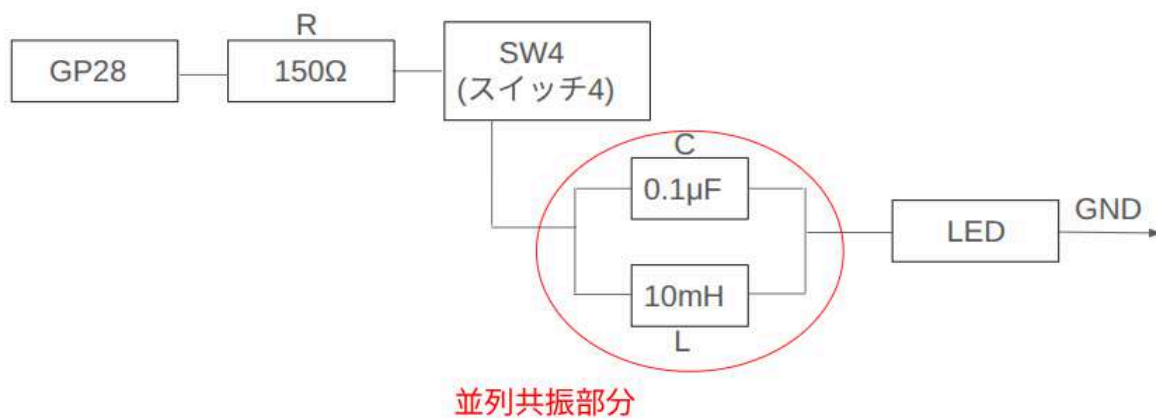 R
GP28
150Ω
SW4
(スイッチ4)
C
0.1μF
10mH
L
LED
GND
並列共振部分